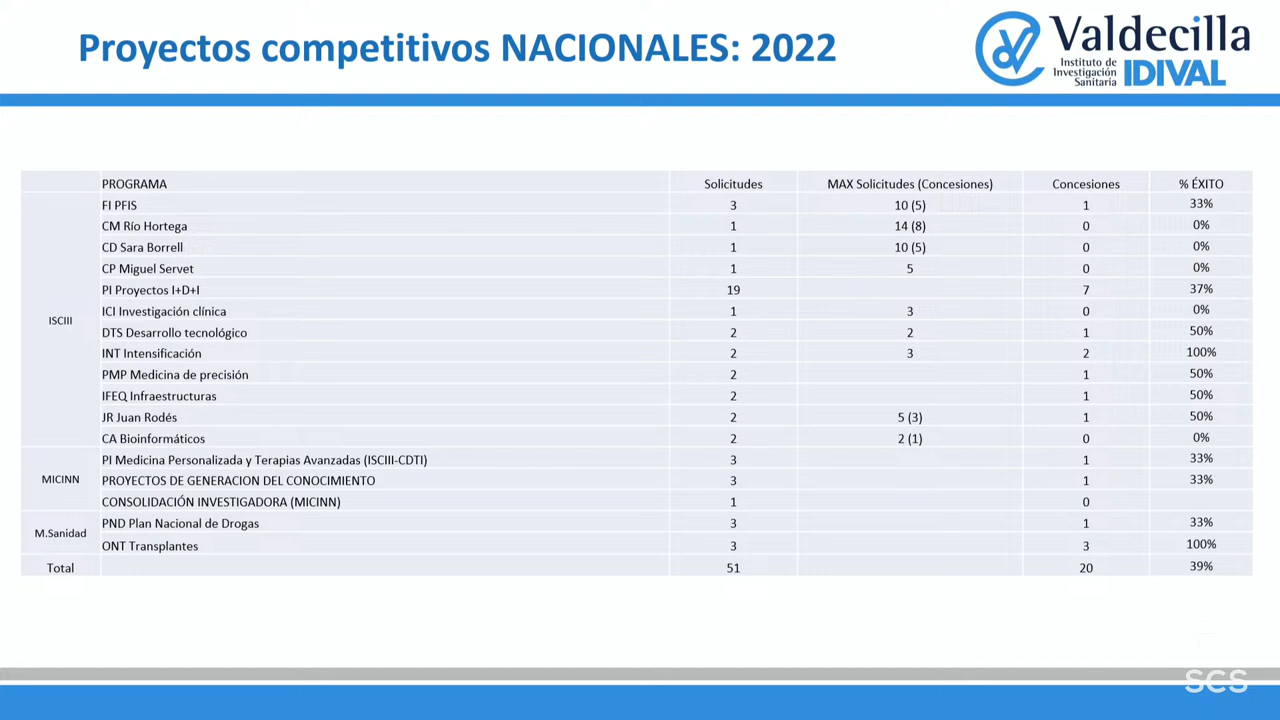 Proyectos competitivos NACIONALES: 2022
Valdecilla
Instituto de
Investigación
Sanitaria
IDIVAL
PROGRAMA Solicitudes MAX Solicitudes (Concesiones) Concesiones % ÉXITO
ISCIII
FI PFIS 3 10 (5) 1 33%
CM Río Hortega 1 14 (8) 0 0%
CD Sara Borrell 1 10 (5) 0 0%
CP Miguel Servet 1 5 0 0%
PI Proyectos I+D+I 19 7 37%
ICI Investigación clínica 1 3 0 0%
DTS Desarrollo tecnológico 2 2 1 50%
INT Intensificación 2 3 2 100%
PMP Medicina de precisión 2 1 50%
IFEQ Infraestructuras 2 1 50%
JR Juan Rodés 2 5 (3) 1 50%
CA Bioinformáticos 2 2 (1) 0 0%
MICINN
PI Medicina Personalizada y Terapias Avanzadas (ISCIII-CDTI) 3 1 33%
PROYECTOS DE GENERACION DEL CONOCIMIENTO 3 1 33%
CONSOLIDACIÓN INVESTIGADORA (MICINN) 1 0
M.Sanidad
PND Plan Nacional de Drogas 3 1 33%
ONT Transplantes 3 3 100%
Total 51 20 39%
SCS